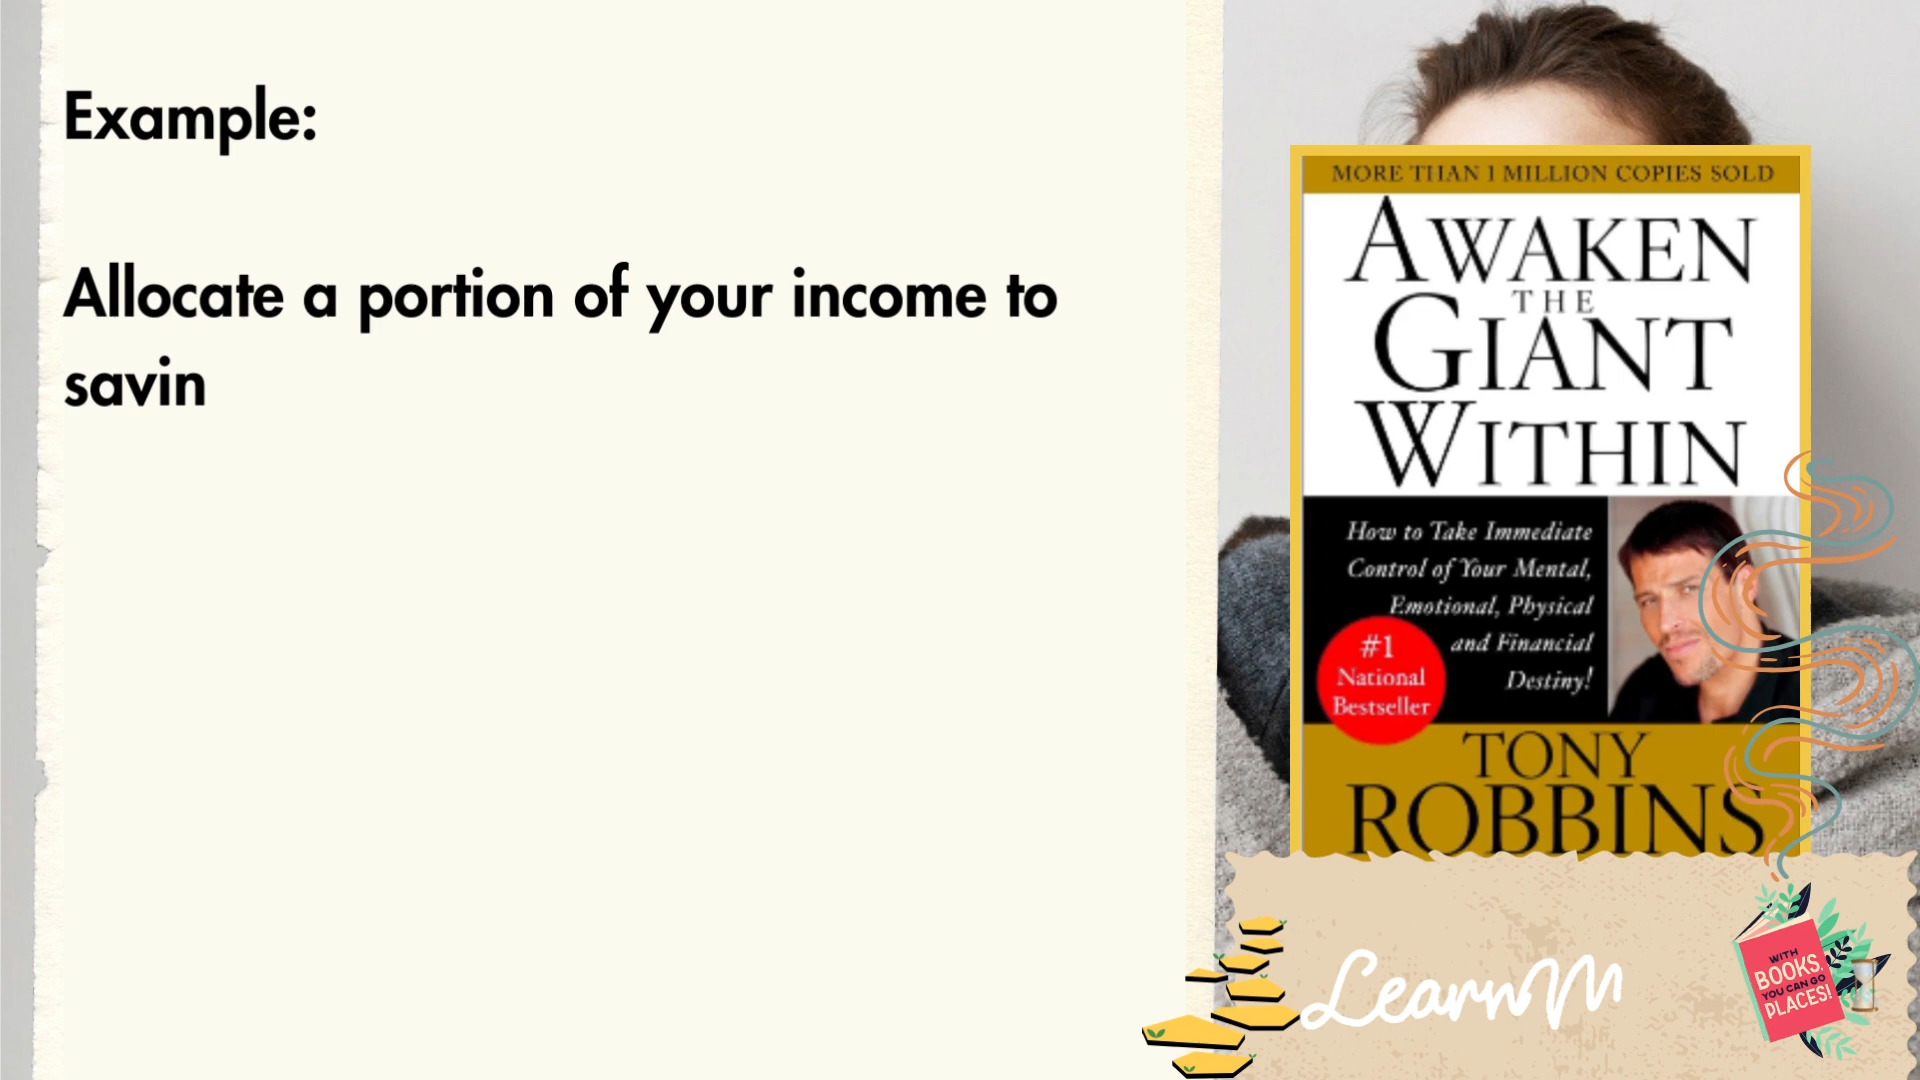 Example:
Allocate a portion of your income to
savin
MORE THAN 1 MILLION COPIES SOLD
AWAKEN
THE
GIANT
WITHIN
How to Take Immediate
Control of Your Mental,
Emotional, Physical
and Financial
Destiny!
#1
National
Bestseller
TONY
ROBBINS
LearnM
WITH
BOOKS,
YOU CAN GO
PLACES!